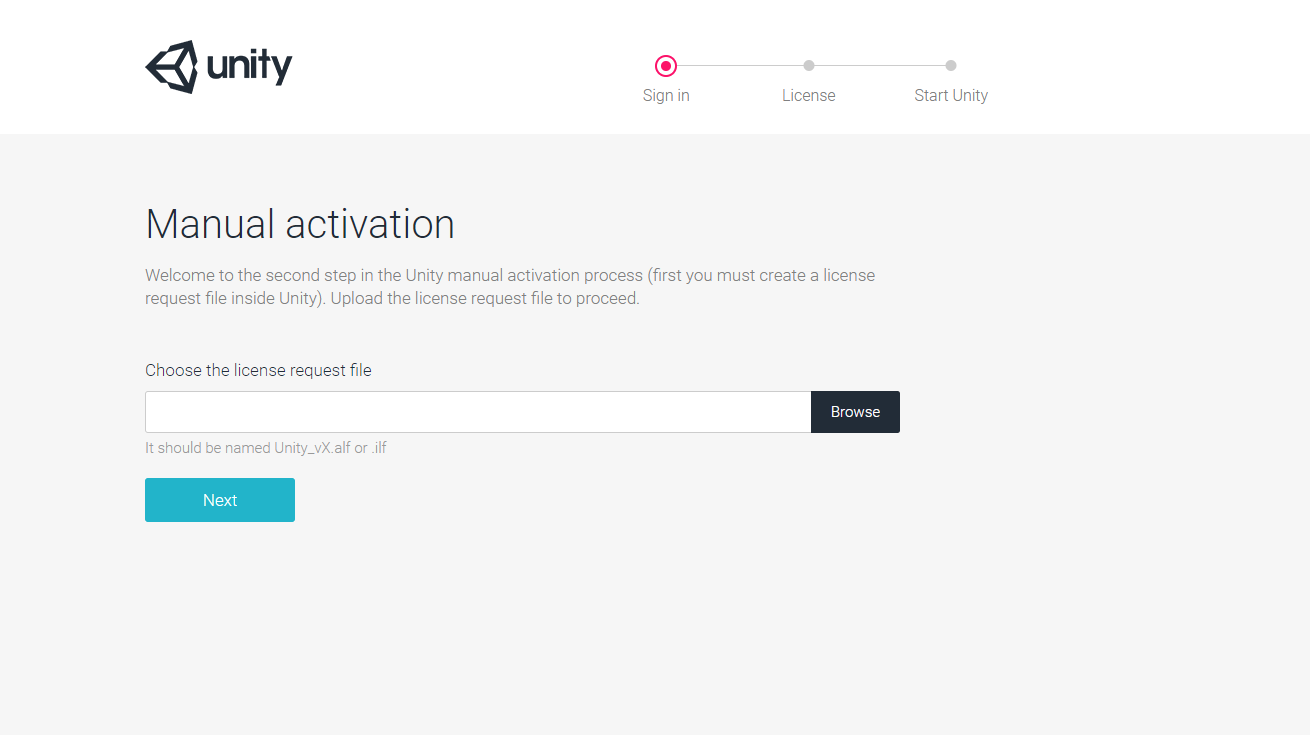 unity
Sign in
License
Start Unity
Manual activation
Welcome to the second step in the Unity manual activation process (first you must create a license
request file inside Unity). Upload the license request file to proceed.
Choose the license request file
Browse
It should be named Unity_vX.alf or .ilf
Next